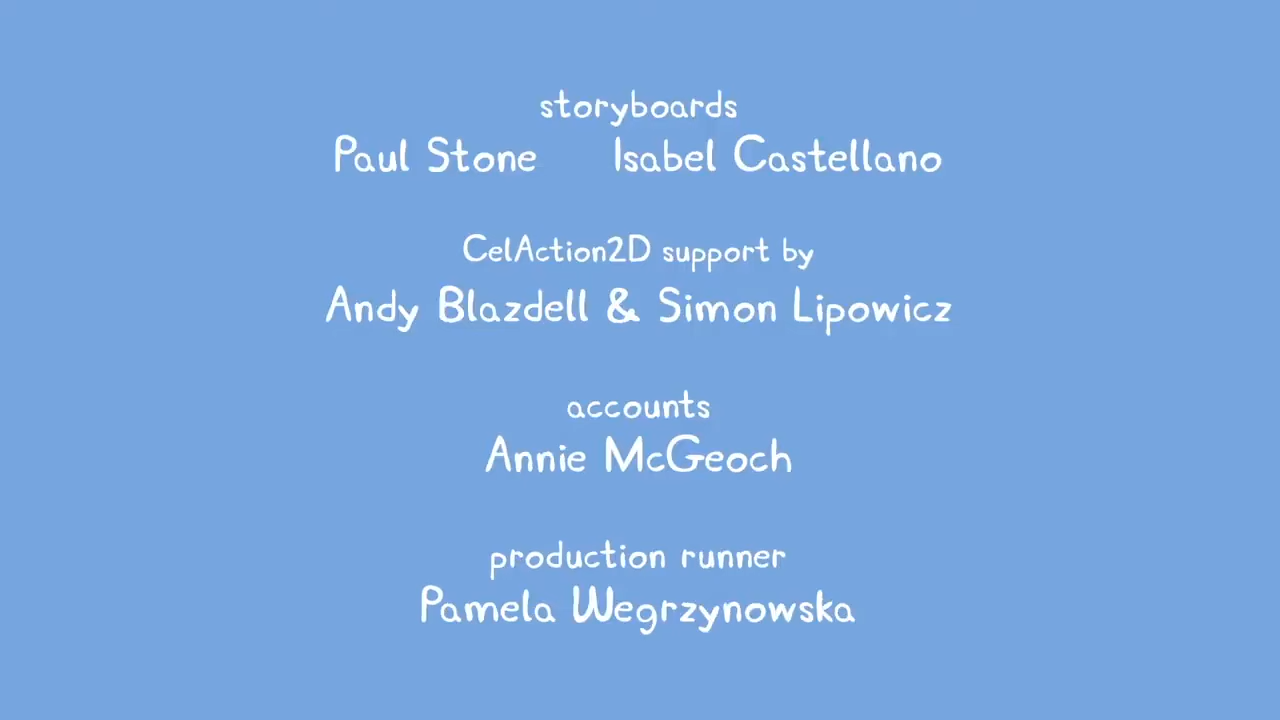 storyboards
Paul Stone Isabel Castellano
CelAction2D support by
Andy Blazdell & Simon Lipowicz
accounts
Annie McGeoch
production runner
Pamela Wegrzynowska